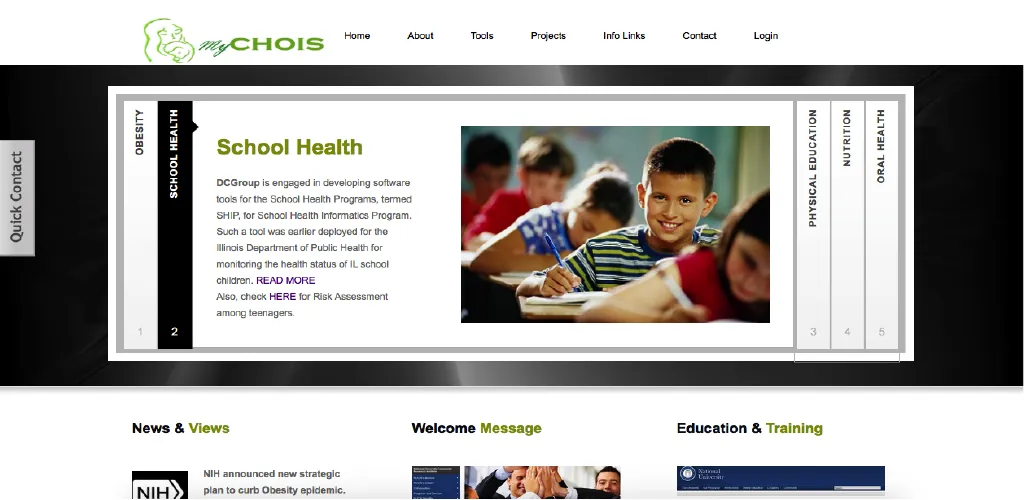 myCHOIS
Home About Tools Projects Info Links Contact Login
Quick Contact
OBESITY
1
SCHOOL HEALTH
2
School Health
DCGroup is engaged in developing software
tools for the School Health Programs, termed
SHIP, for School Health Informatics Program.
Such a tool was earlier deployed for the
Illinois Department of Public Health for
monitoring the health status of IL school
children. READ MORE
Also, check HERE for Risk Assessment
among teenagers.
PHYSICAL EDUCATION
3
NUTRITION
4
ORAL HEALTH
5
News & Views
NIH
NIH announced new strategic
plan to curb Obesity epidemic.
Welcome Message
Education & Training
National
University